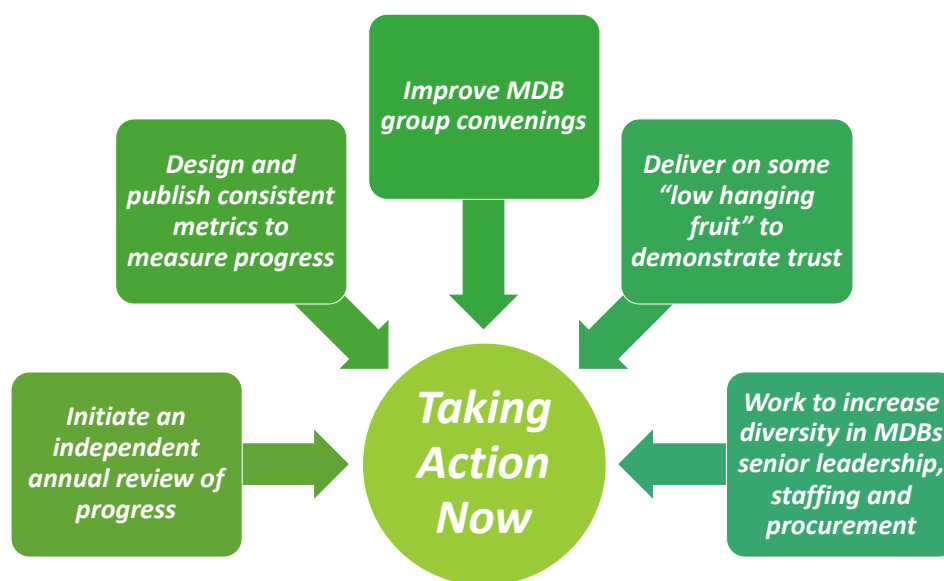 Improve MDB
group convenings
Design and
publish consistent
metrics to
measure progress
Deliver on some
“low hanging
fruit” to
demonstrate trust
Initiate an
independent
annual review of
progress
Taking
Action
Now
Work to increase
diversity in MDBs
senior leadership,
staffing and
procurement